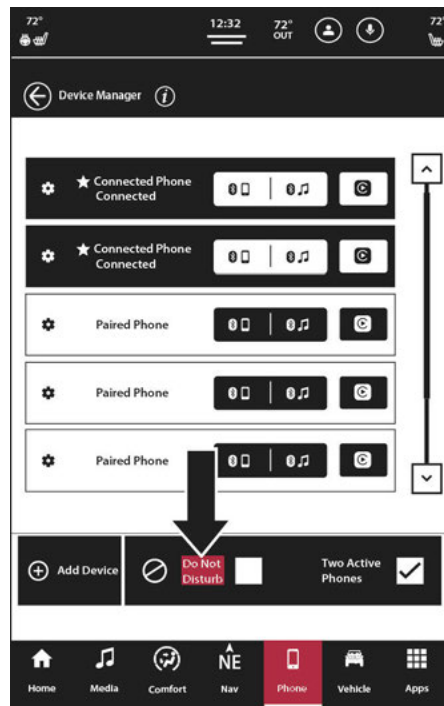 72°
12:32
72°
OUT
72°
Device Manager
i
Connected Phone
Connected
Connected Phone
Connected
Paired Phone
Paired Phone
Paired Phone
Add Device
Do Not
Disturb
Two Active
Phones
NE
Home
Media
Comfort
Nav
Phone
Vehicle
Apps